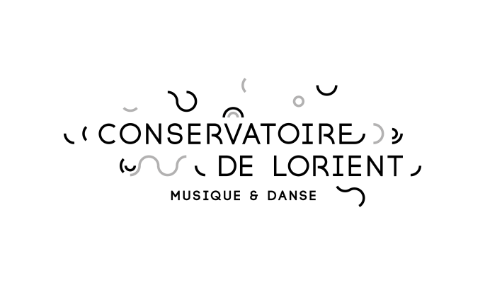 CONSERVATOIRE
DE LORIENT
MUSIQUE & DANSE